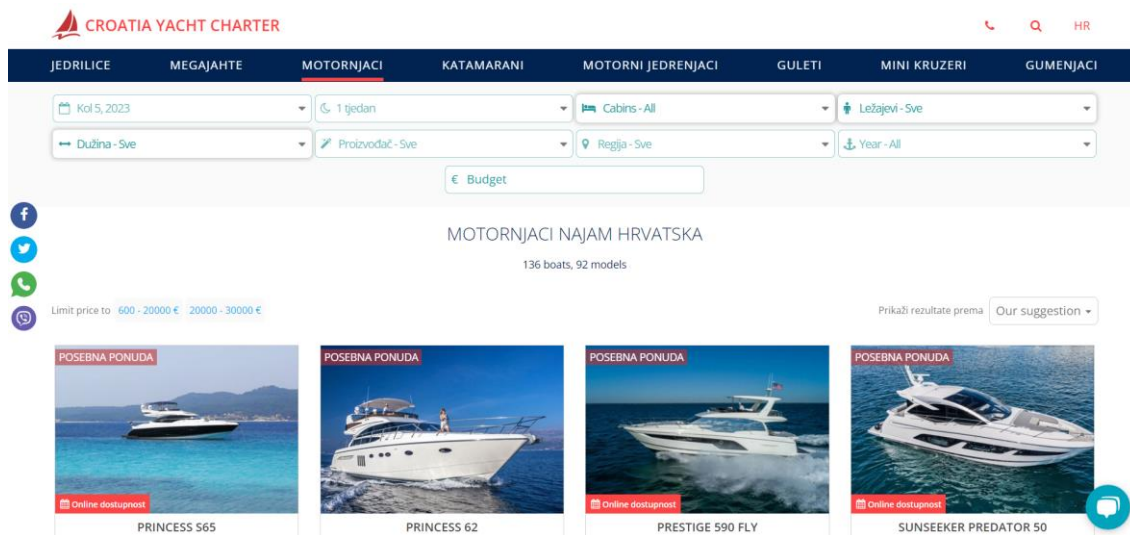 CROATIA YACHT CHARTER
HR
JEDRILICE MEGAJAHTE MOTORNJACI KATAMARANI MOTORNI JEDRENJACI GULETI MINI KRUZERI GUMENJACI
Kol 5, 2023 1 tjedan Cabins - All Ležajevi - Sve
Dužina - Sve Proizvođač - Sve Regija - Sve Year - All
€ Budget
MOTORNJACI NAJAM HRVATSKA
136 boats, 92 models
Limit price to 600 - 20000 € 20000 - 30000 € Prikaži rezultate prema Our suggestion
POSEBNA PONUDA POSEBNA PONUDA POSEBNA PONUDA POSEBNA PONUDA
Online dostupnost Online dostupnost Online dostupnost
PRINCESS S65 PRINCESS 62 PRESTIGE 590 FLY SUNSEEKER PREDATOR 50